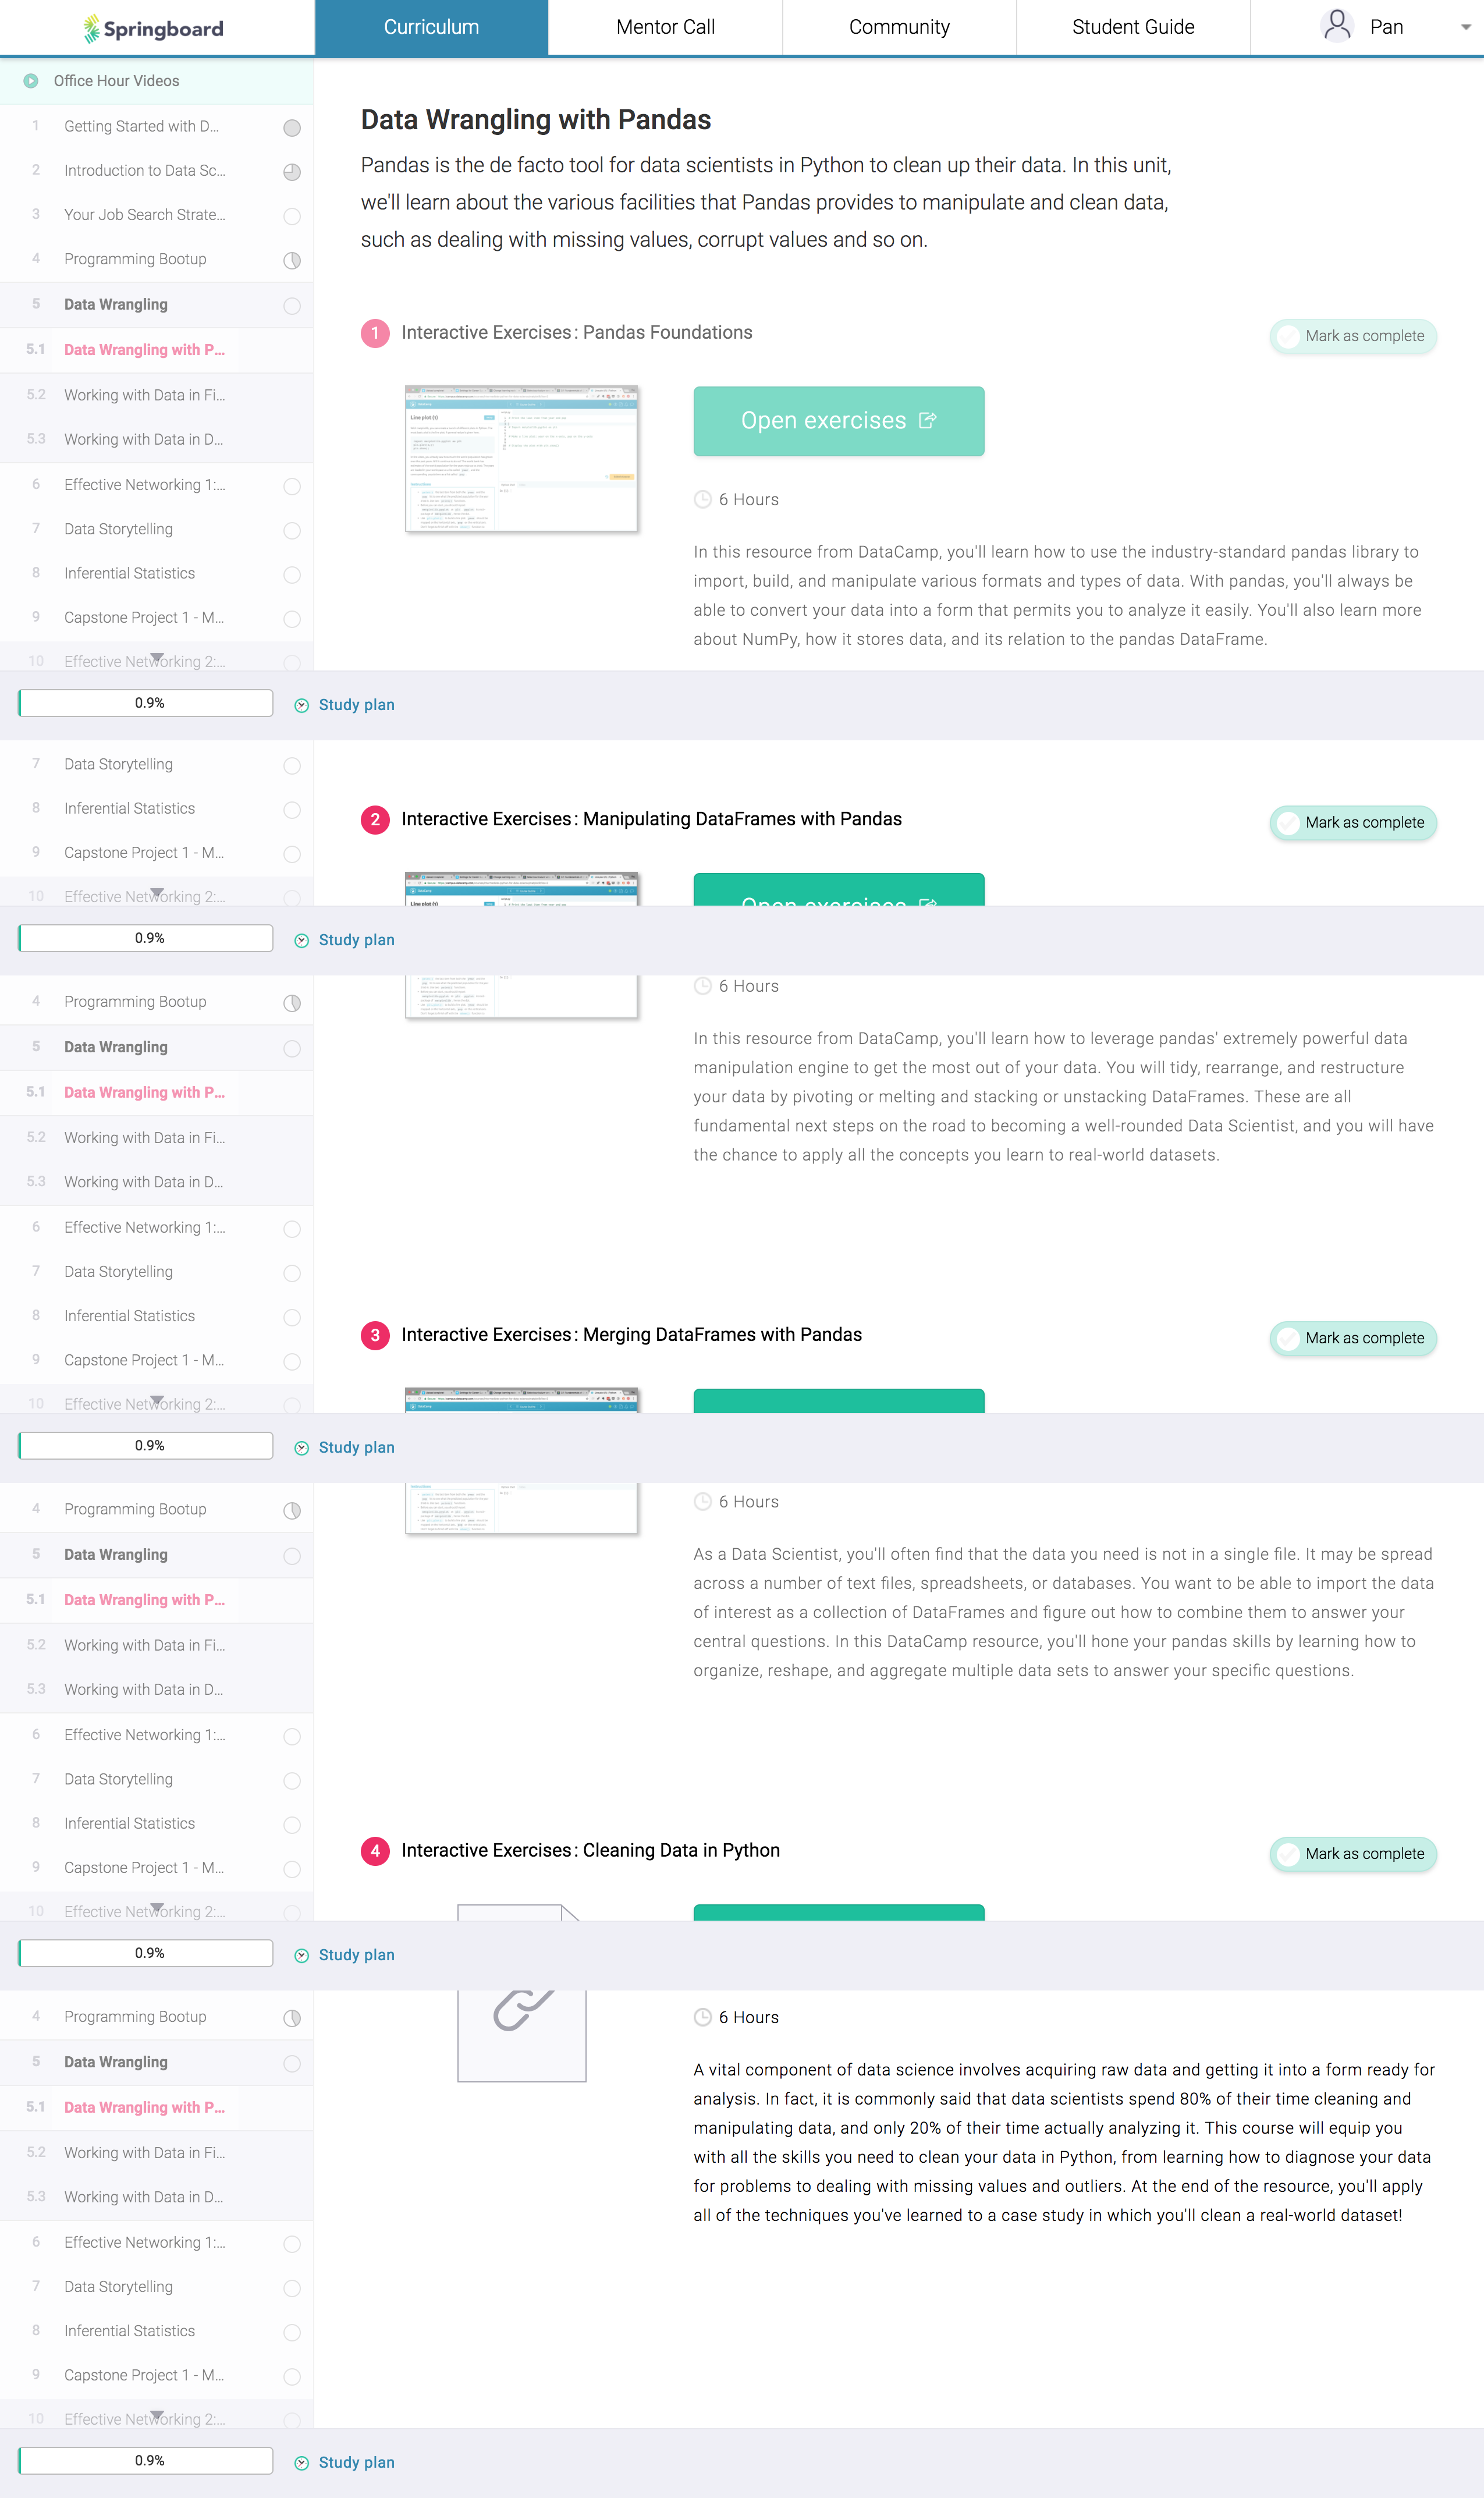 Springboard
Curriculum
Mentor Call
Community
Student Guide
Pan
Office Hour Videos
1 Getting Started with D...
2 Introduction to Data Sc...
3 Your Job Search Strate...
4 Programming Bootup
5 Data Wrangling
5.1 Data Wrangling with P...
5.2 Working with Data in Fi...
5.3 Working with Data in D...
6 Effective Networking 1:...
7 Data Storytelling
8 Inferential Statistics
9 Capstone Project 1 - M...
10 Effective Networking 2:...
Data Wrangling with Pandas
Pandas is the de facto tool for data scientists in Python to clean up their data. In this unit,
we'll learn about the various facilities that Pandas provides to manipulate and clean data,
such as dealing with missing values, corrupt values and so on.
1 Interactive Exercises: Pandas Foundations
Mark as complete
Line plot (1)
Open exercises
6 Hours
In this resource from DataCamp, you'll learn how to use the industry-standard pandas library to
import, build, and manipulate various formats and types of data. With pandas, you'll always be
able to convert your data into a form that permits you to analyze it easily. You'll also learn more
about NumPy, how it stores data, and its relation to the pandas DataFrame.
0.9%
Study plan
7 Data Storytelling
8 Inferential Statistics
9 Capstone Project 1 - M...
10 Effective Networking 2:...
2 Interactive Exercises: Manipulating DataFrames with Pandas
Mark as complete
Line plot (1)
Open exercises
0.9%
Study plan
4 Programming Bootup
5 Data Wrangling
5.1 Data Wrangling with P...
5.2 Working with Data in Fi...
5.3 Working with Data in D...
6 Effective Networking 1:...
7 Data Storytelling
8 Inferential Statistics
9 Capstone Project 1 - M...
10 Effective Networking 2:...
6 Hours
In this resource from DataCamp, you'll learn how to leverage pandas' extremely powerful data
manipulation engine to get the most out of your data. You will tidy, rearrange, and restructure
your data by pivoting or melting and stacking or unstacking DataFrames. These are all
fundamental next steps on the road to becoming a well-rounded Data Scientist, and you will have
the chance to apply all the concepts you learn to real-world datasets.
3 Interactive Exercises: Merging DataFrames with Pandas
Mark as complete
0.9%
Study plan
4 Programming Bootup
5 Data Wrangling
5.1 Data Wrangling with P...
5.2 Working with Data in Fi...
5.3 Working with Data in D...
6 Effective Networking 1:...
7 Data Storytelling
8 Inferential Statistics
9 Capstone Project 1 - M...
10 Effective Networking 2:...
6 Hours
As a Data Scientist, you'll often find that the data you need is not in a single file. It may be spread
across a number of text files, spreadsheets, or databases. You want to be able to import the data
of interest as a collection of DataFrames and figure out how to combine them to answer your
central questions. In this DataCamp resource, you'll hone your pandas skills by learning how to
organize, reshape, and aggregate multiple data sets to answer your specific questions.
4 Interactive Exercises: Cleaning Data in Python
Mark as complete
0.9%
Study plan
4 Programming Bootup
5 Data Wrangling
5.1 Data Wrangling with P...
5.2 Working with Data in Fi...
5.3 Working with Data in D...
6 Effective Networking 1:...
7 Data Storytelling
8 Inferential Statistics
9 Capstone Project 1 - M...
10 Effective Networking 2:...
6 Hours
A vital component of data science involves acquiring raw data and getting it into a form ready for
analysis. In fact, it is commonly said that data scientists spend 80% of their time cleaning and
manipulating data, and only 20% of their time actually analyzing it. This course will equip you
with all the skills you need to clean your data in Python, from learning how to diagnose your data
for problems to dealing with missing values and outliers. At the end of the resource, you'll apply
all of the techniques you've learned to a case study in which you'll clean a real-world dataset!
0.9%
Study plan